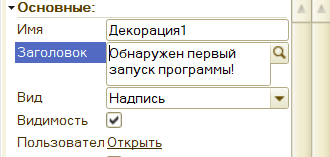 Основные:
Имя Декорация1
Заголовок Обнаружен первый
запуск программы!
Вид Надпись
Видимость
Пользовател Открыть